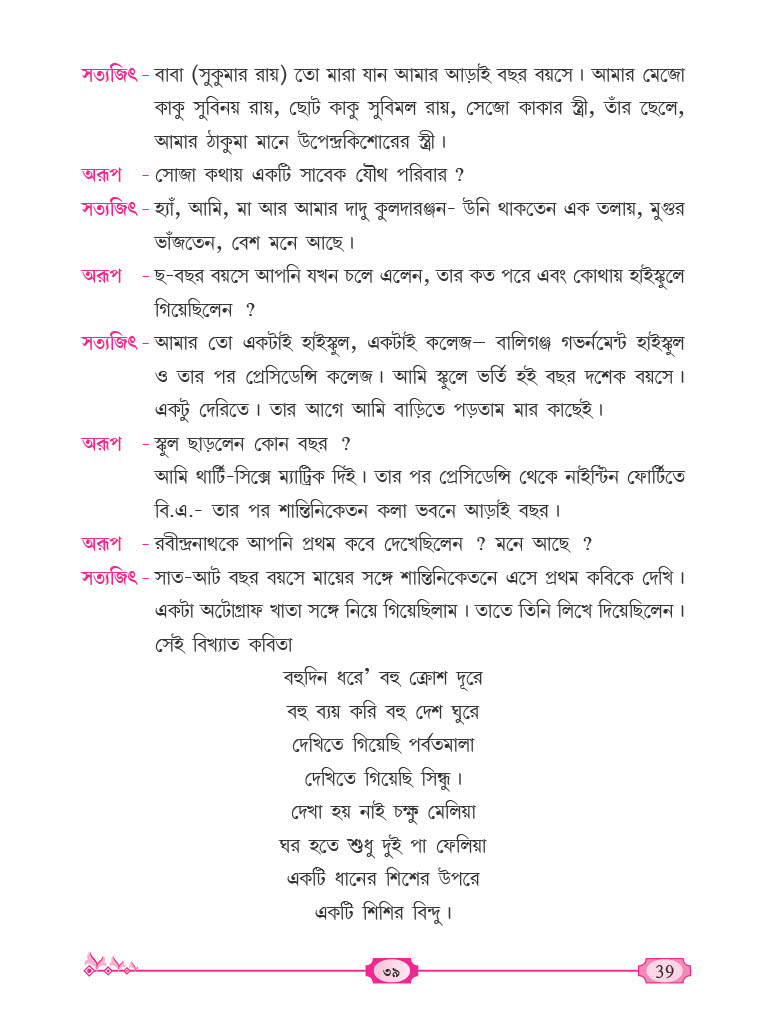 সত্যজিৎ - বাবা (সুকুমার রায়) তো মারা যান আমার আড়াই বছর বয়সে। আমার মেজো
কাকু সুবিনয় রায়, ছোট কাকু সুবিমল রায়, সেজো কাকার স্ত্রী, তাঁর ছেলে,
আমার ঠাকুমা মানে উপেন্দ্রকিশোরের স্ত্রী।
অরূপ - সোজা কথায় একটি সাবেক যৌথ পরিবার ?
সত্যজিৎ - হ্যাঁ, আমি, মা আর আমার দাদু কুলদারঞ্জন- উনি থাকতেন এক তলায়, মুগুর
ভাঁজতেন, বেশ মনে আছে।
অরূপ - ছ-বছর বয়সে আপনি যখন চলে এলেন, তার কত পরে এবং কোথায় হাইস্কুলে
গিয়েছিলেন ?
সত্যজিৎ - আমার তো একটাই হাইস্কুল, একটাই কলেজ– বালিগঞ্জ গভর্নমেন্ট হাইস্কুল
ও তার পর প্রেসিডেন্সি কলেজ। আমি স্কুলে ভর্তি হই বছর দশেক বয়সে।
একটু দেরিতে। তার আগে আমি বাড়িতে পড়তাম মার কাছেই।
অরূপ - স্কুল ছাড়লেন কোন বছর ?
আমি থার্টি-সিক্সে ম্যাট্রিক দিই। তার পর প্রেসিডেন্সি থেকে নাইন্টিন ফোর্টিতে
বি.এ.- তার পর শান্তিনিকেতন কলা ভবনে আড়াই বছর।
অরূপ - রবীন্দ্রনাথকে আপনি প্রথম কবে দেখেছিলেন ? মনে আছে ?
সত্যজিৎ - সাত-আট বছর বয়সে মায়ের সঙ্গে শান্তিনিকেতনে এসে প্রথম কবিকে দেখি।
একটা অটোগ্রাফ খাতা সঙ্গে নিয়ে গিয়েছিলাম। তাতে তিনি লিখে দিয়েছিলেন।
সেই বিখ্যাত কবিতা
বহুদিন ধরে’ বহু ক্রোশ দূরে
বহু ব্যয় করি বহু দেশ ঘুরে
দেখিতে গিয়েছি পর্বতমালা
দেখিতে গিয়েছি সিন্ধু।
দেখা হয় নাই চক্ষু মেলিয়া
ঘর হতে শুধু দুই পা ফেলিয়া
একটি ধানের শিশের উপরে
একটি শিশির বিন্দু।
৩৯
39